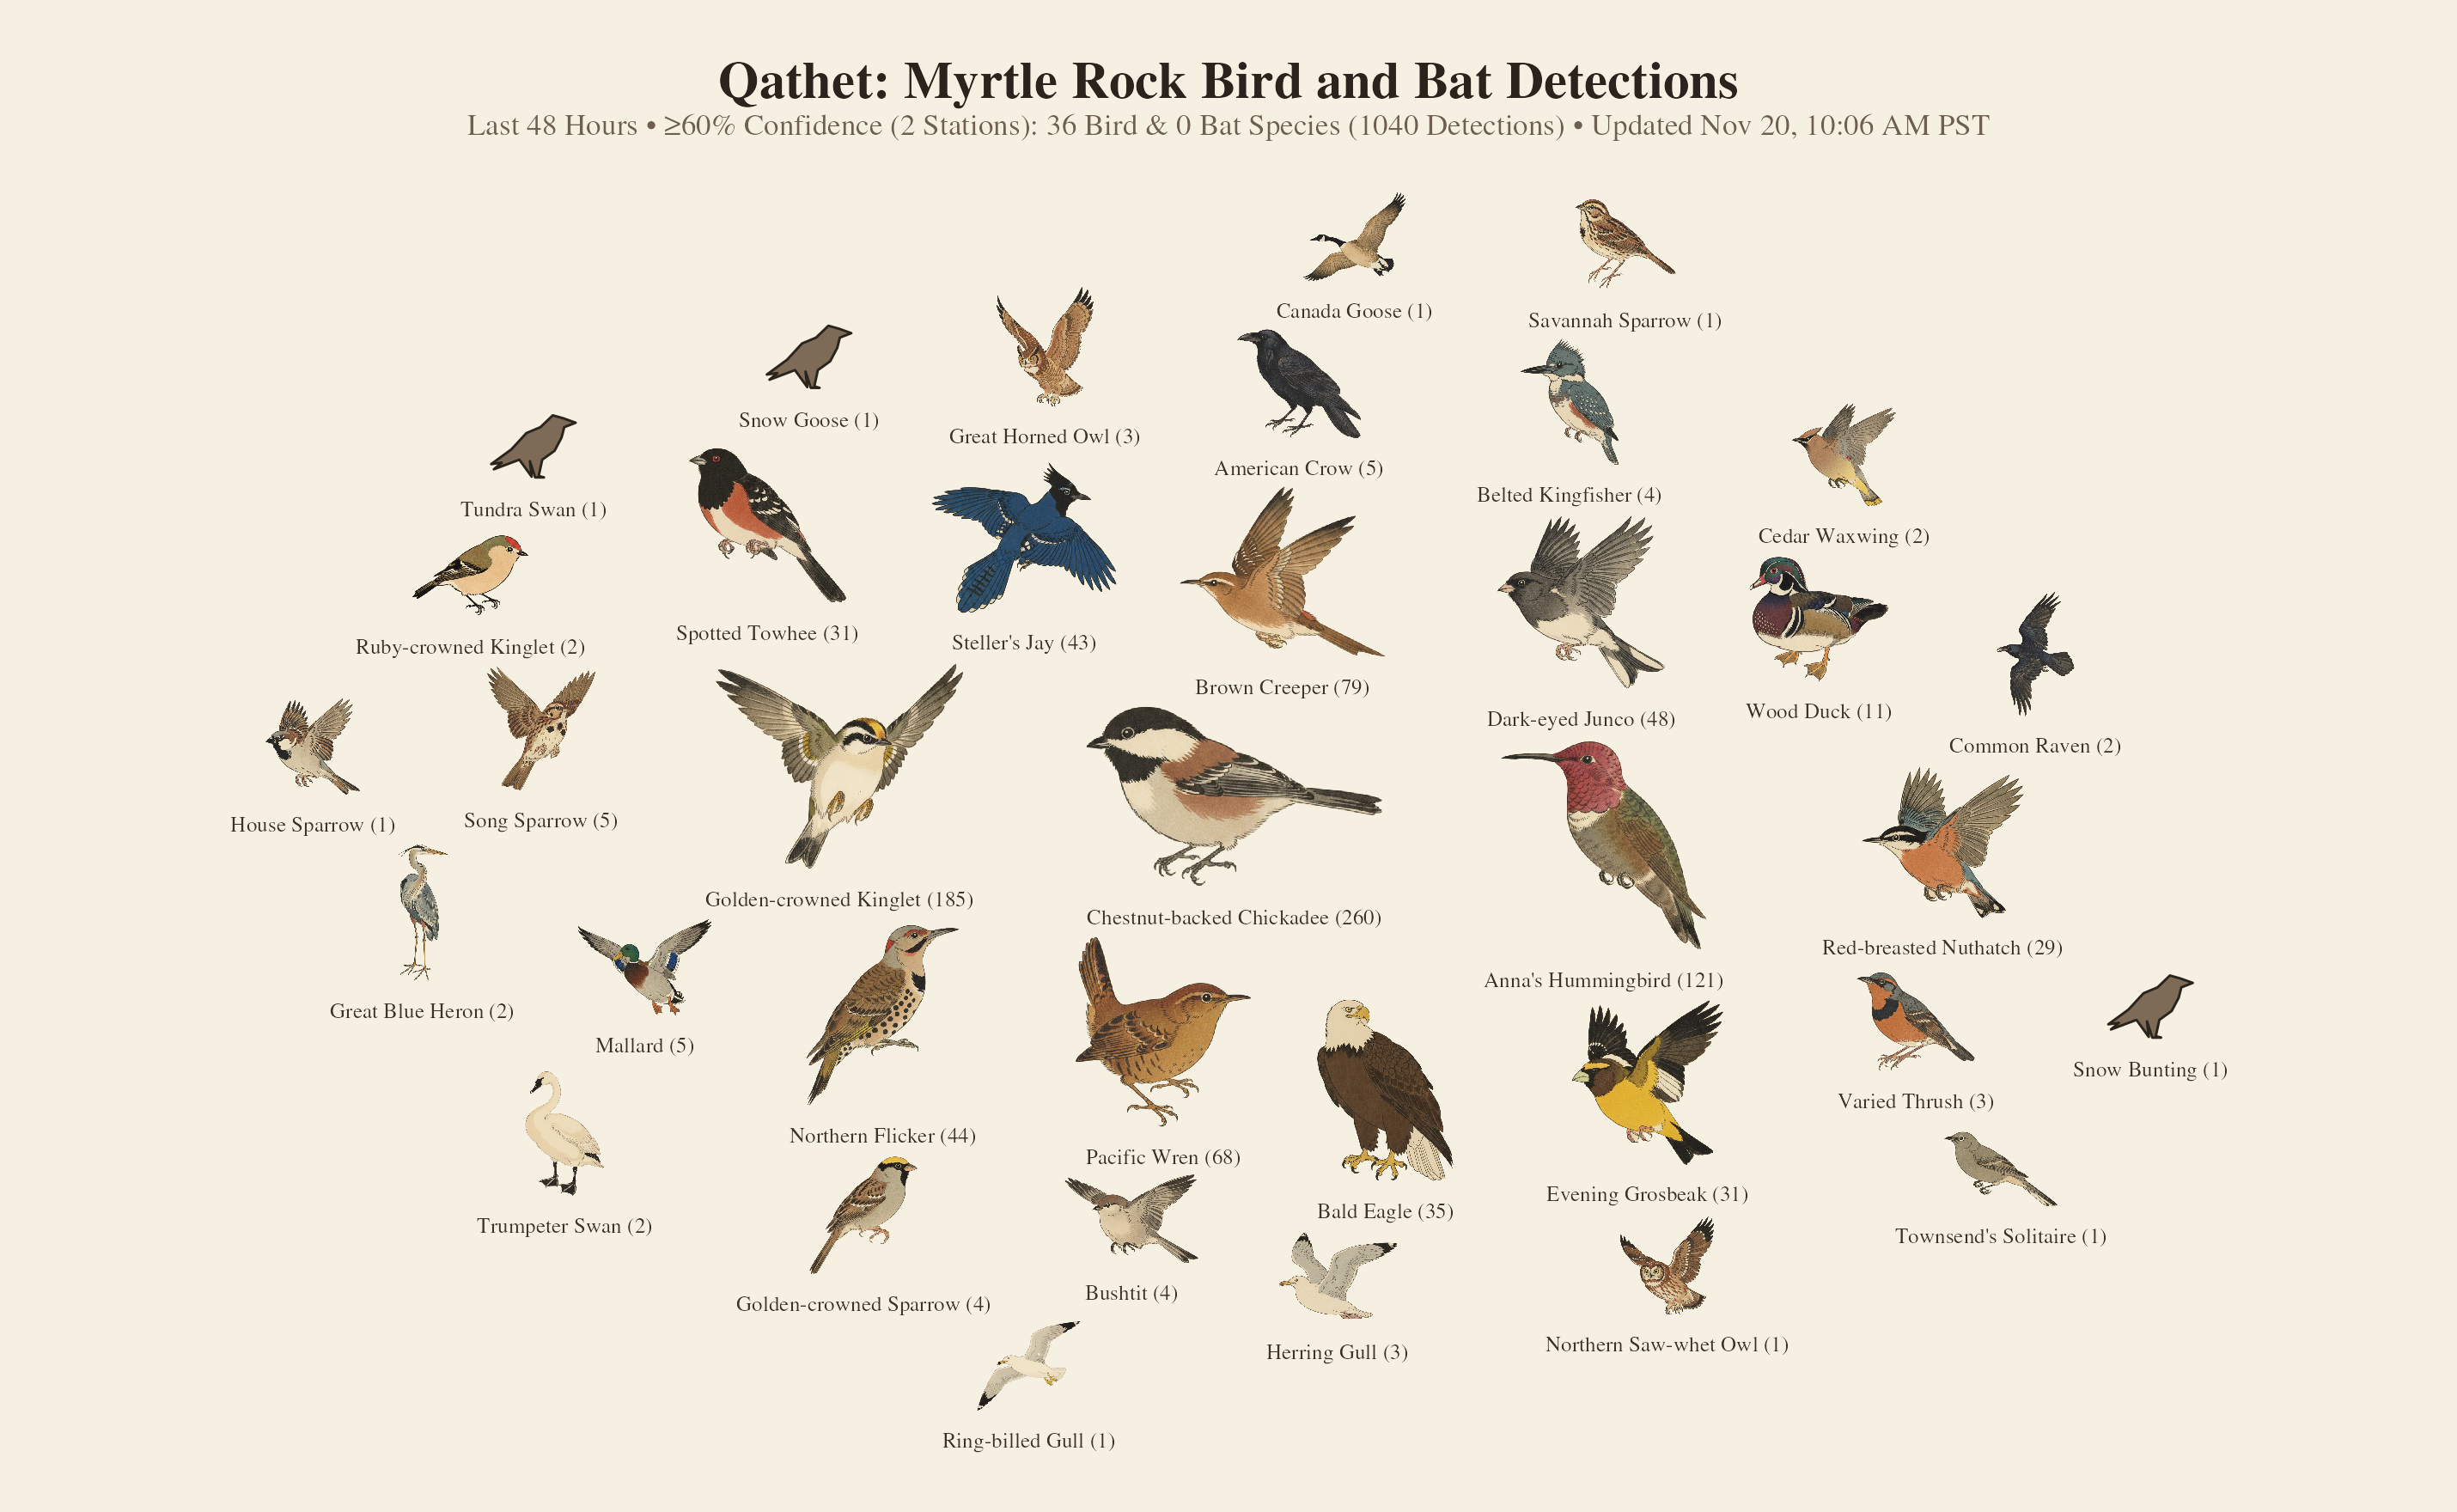 Qathet: Myrtle Rock Bird and Bat Detections
Last 48 Hours • ≥60% Confidence (2 Stations): 36 Bird & 0 Bat Species (1040 Detections) • Updated Nov 20, 10:06 AM PST
Canada Goose (1)
Savannah Sparrow (1)
Snow Goose (1)
Great Horned Owl (3)
American Crow (5)
Belted Kingfisher (4)
Tundra Swan (1)
Cedar Waxwing (2)
Spotted Towhee (31)
Steller's Jay (43)
Ruby-crowned Kinglet (2)
Brown Creeper (79)
Dark-eyed Junco (48)
Wood Duck (11)
Common Raven (2)
House Sparrow (1)
Song Sparrow (5)
Golden-crowned Kinglet (185)
Chestnut-backed Chickadee (260)
Red-breasted Nuthatch (29)
Anna's Hummingbird (121)
Great Blue Heron (2)
Mallard (5)
Snow Bunting (1)
Varied Thrush (3)
Northern Flicker (44)
Pacific Wren (68)
Evening Grosbeak (31)
Bald Eagle (35)
Trumpeter Swan (2)
Townsend's Solitaire (1)
Bushtit (4)
Golden-crowned Sparrow (4)
Northern Saw-whet Owl (1)
Herring Gull (3)
Ring-billed Gull (1)